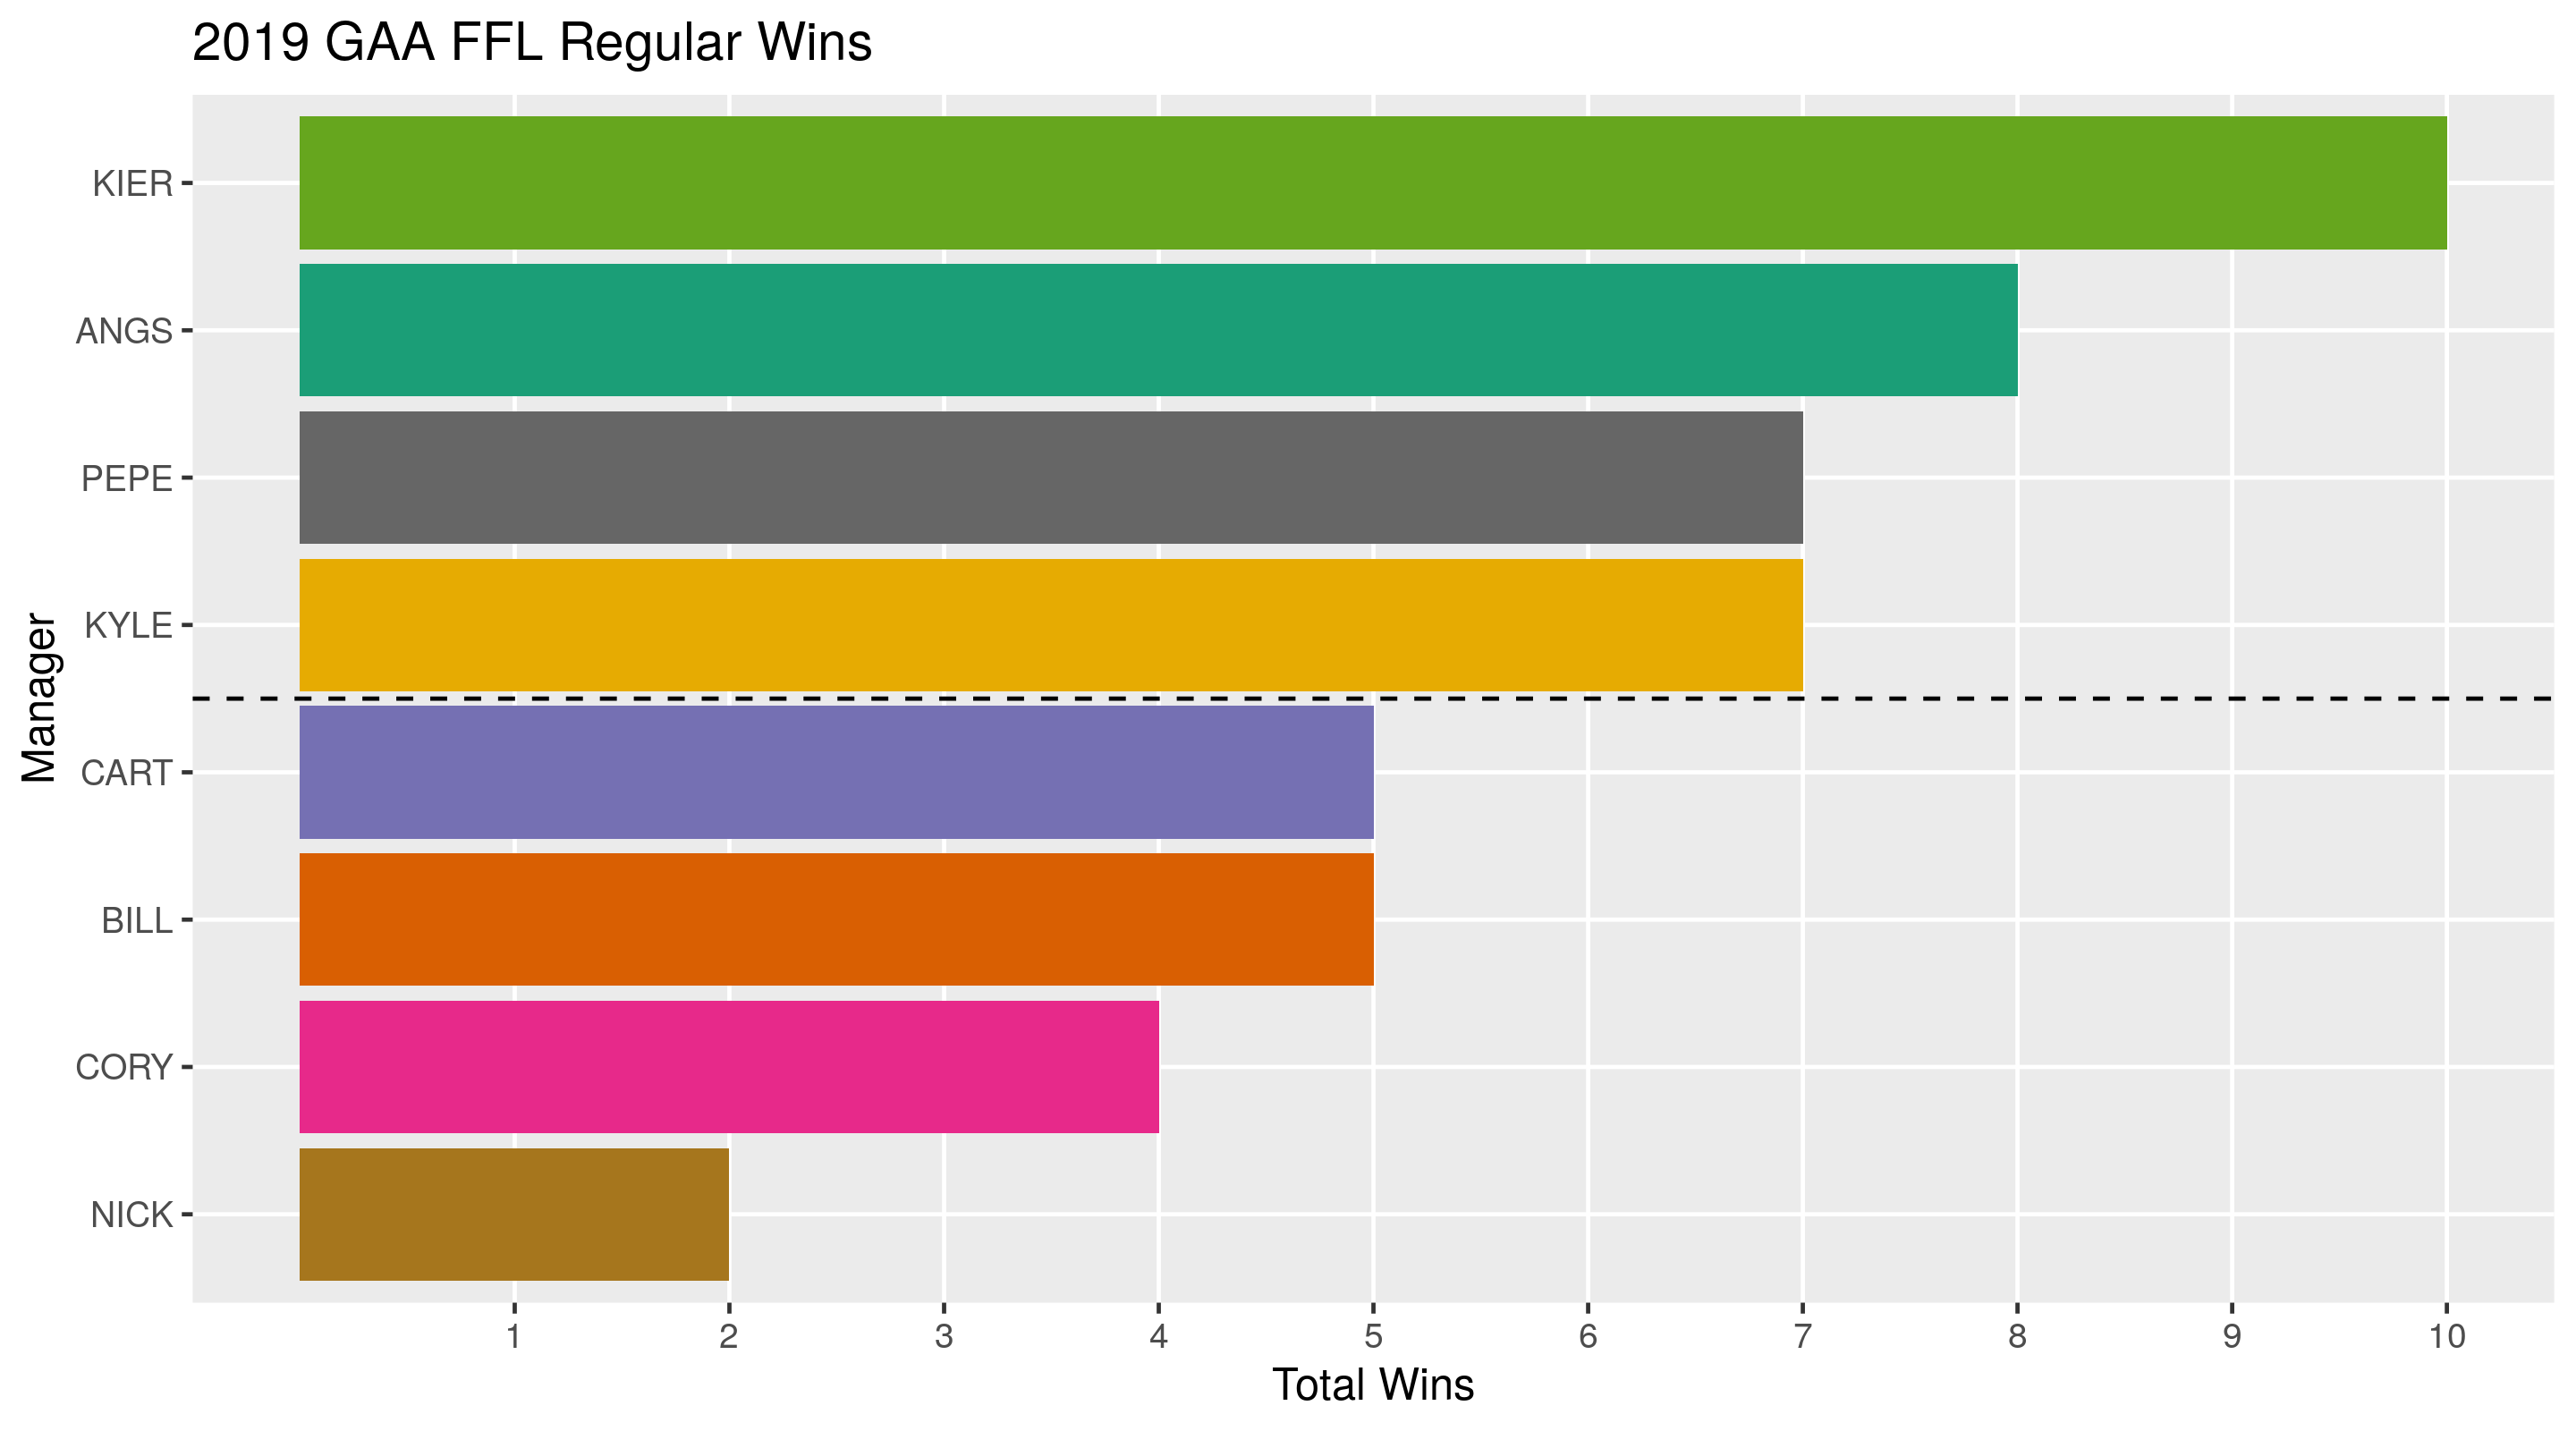 2019 GAA FFL Regular Wins
KIER
ANGS
PEPE
KYLE
CART
BILL
CORY
NICK
Manager
1 2 3 4 5 6 7 8 9 10
Total Wins